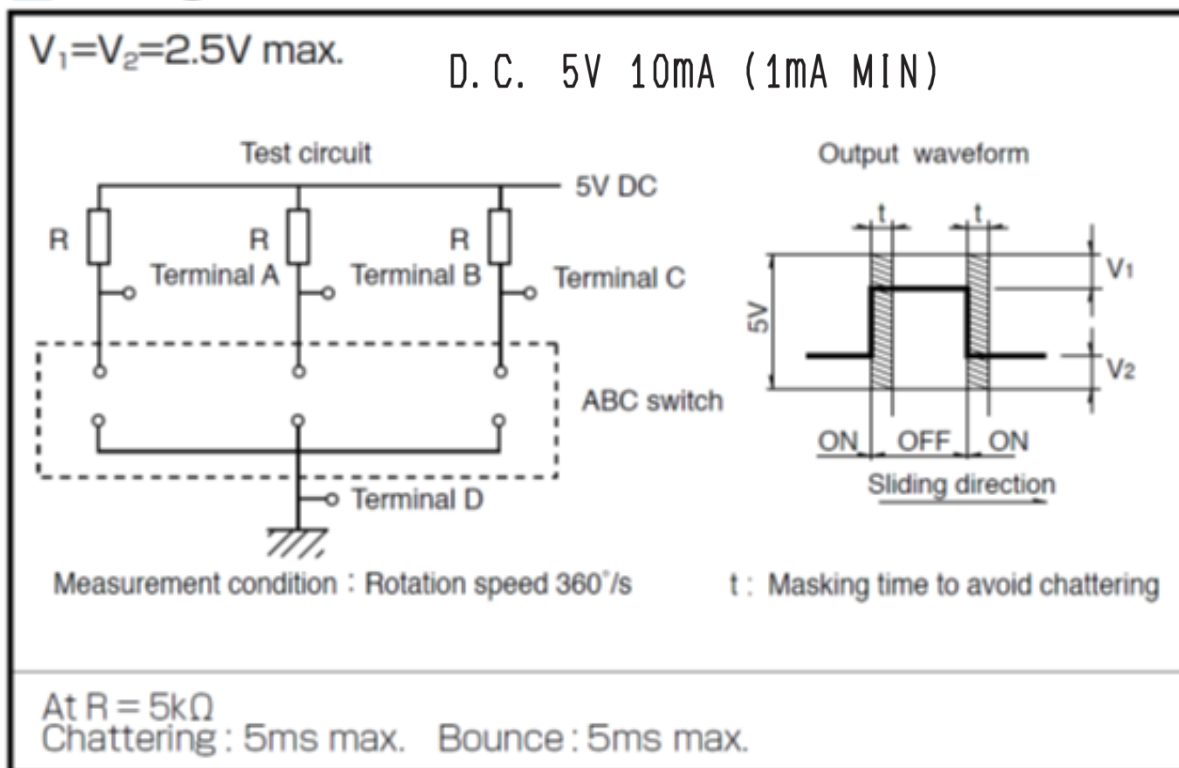 V₁=V₂=2.5V max.
D.C. 5V 10mA (1mA MIN)
Test circuit
Output waveform
5V DC
R
R
R
Terminal A
Terminal B
Terminal C
ABC switch
Terminal D
t
t
5V
V1
V2
ON
OFF
ON
Sliding direction
Measurement condition : Rotation speed 360°/s
t : Masking time to avoid chattering
At R = 5kΩ
Chattering : 5ms max. Bounce : 5ms max.